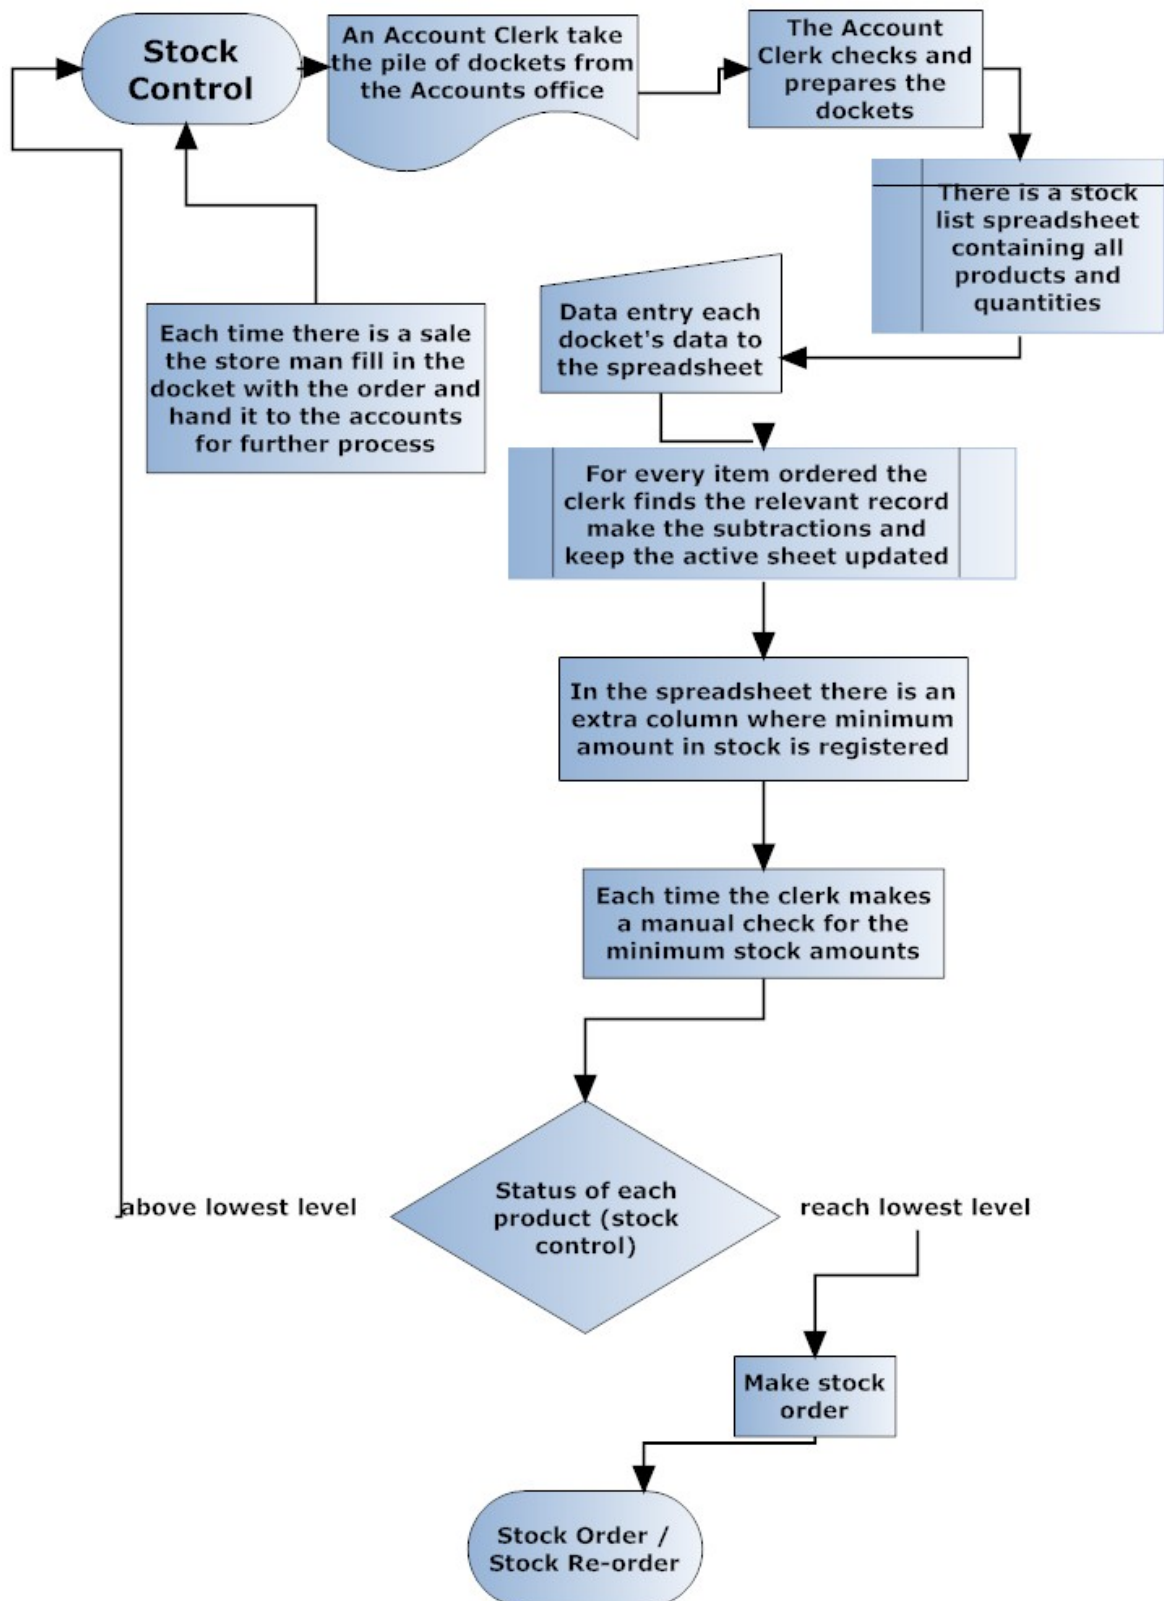 Stock
Control
An Account Clerk take
the pile of dockets from
the Accounts office
The Account
Clerk checks and
prepares the
dockets
There is a stock
list spreadsheet
containing all
products and
quantities
Data entry each
docket's data to
the spreadsheet
Each time there is a sale
the store man fill in the
docket with the order and
hand it to the accounts
for further process
For every item ordered the
clerk finds the relevant record
make the subtractions and
keep the active sheet updated
In the spreadsheet there is an
extra column where minimum
amount in stock is registered
Each time the clerk makes
a manual check for the
minimum stock amounts
above lowest level
Status of each
product (stock
control)
reach lowest level
Make stock
order
Stock Order /
Stock Re-order